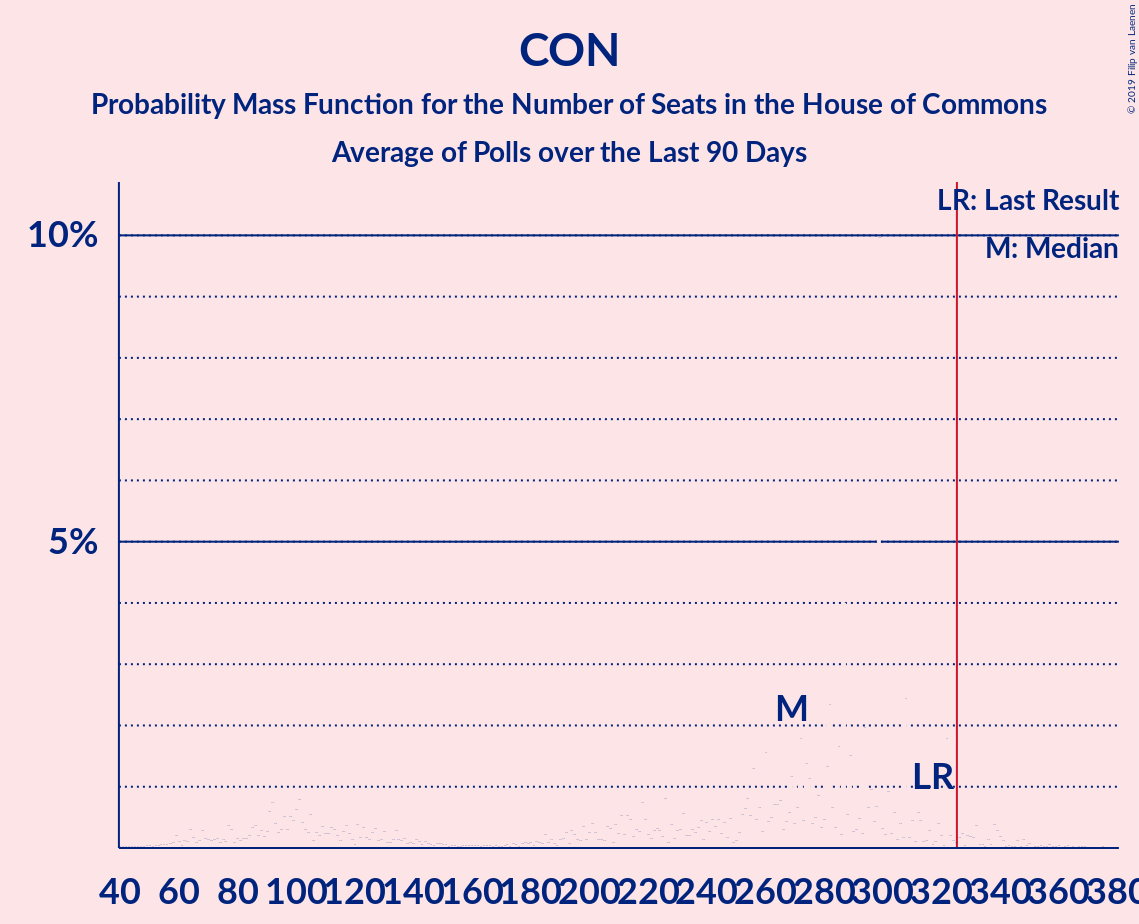 CON
Probability Mass Function for the Number of Seats in the House of Commons
Average of Polls over the Last 90 Days
© 2019 Filip van Laenen
LR: Last Result
M: Median
10%
5%
M
LR
40 60 80 100 120 140 160 180 200 220 240 260 280 300 320 340 360 380